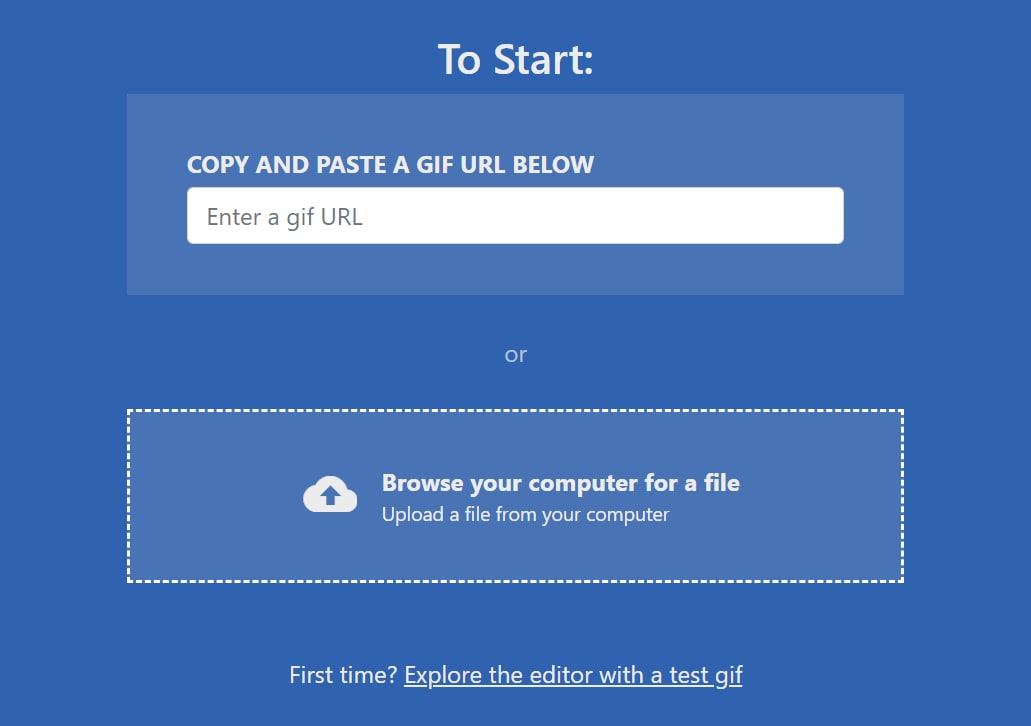 To Start:
COPY AND PASTE A GIF URL BELOW
Enter a gif URL
or
Browse your computer for a file
Upload a file from your computer
First time? Explore the editor with a test gif